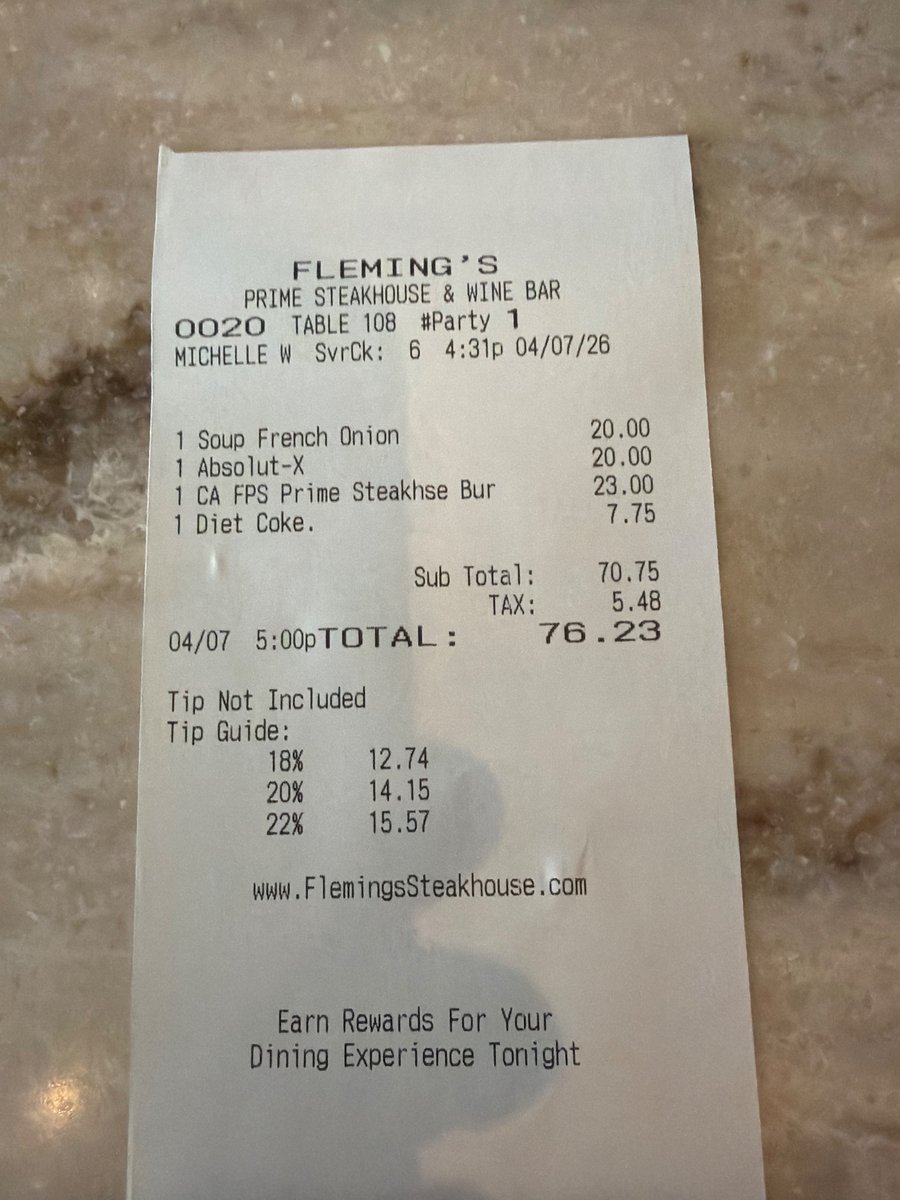 FLEMING'S
PRIME STEAKHOUSE & WINE BAR
0020 TABLE 108 #Party 1
MICHELLE W SvrCk: 6 4:31p 04/07/26
1 Soup French Onion 20.00
1 Absolut-X 20.00
1 CA FPS Prime Steakhse Bur 23.00
1 Diet Coke. 7.75
Sub Total: 70.75
TAX: 5.48
04/07 5:00pTOTAL: 76.23
Tip Not Included
Tip Guide:
18% 12.74
20% 14.15
22% 15.57
www.FlemingsSteakhouse.com
Earn Rewards For Your
Dining Experience Tonight